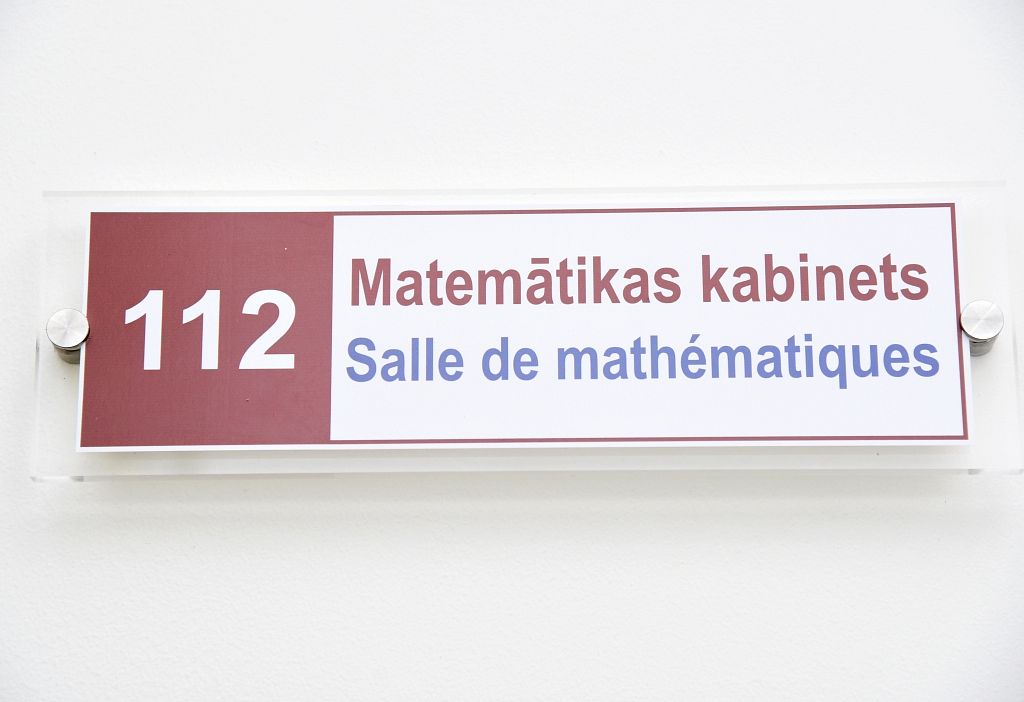 112
Matemātikas kabinets
Salle de mathématiques